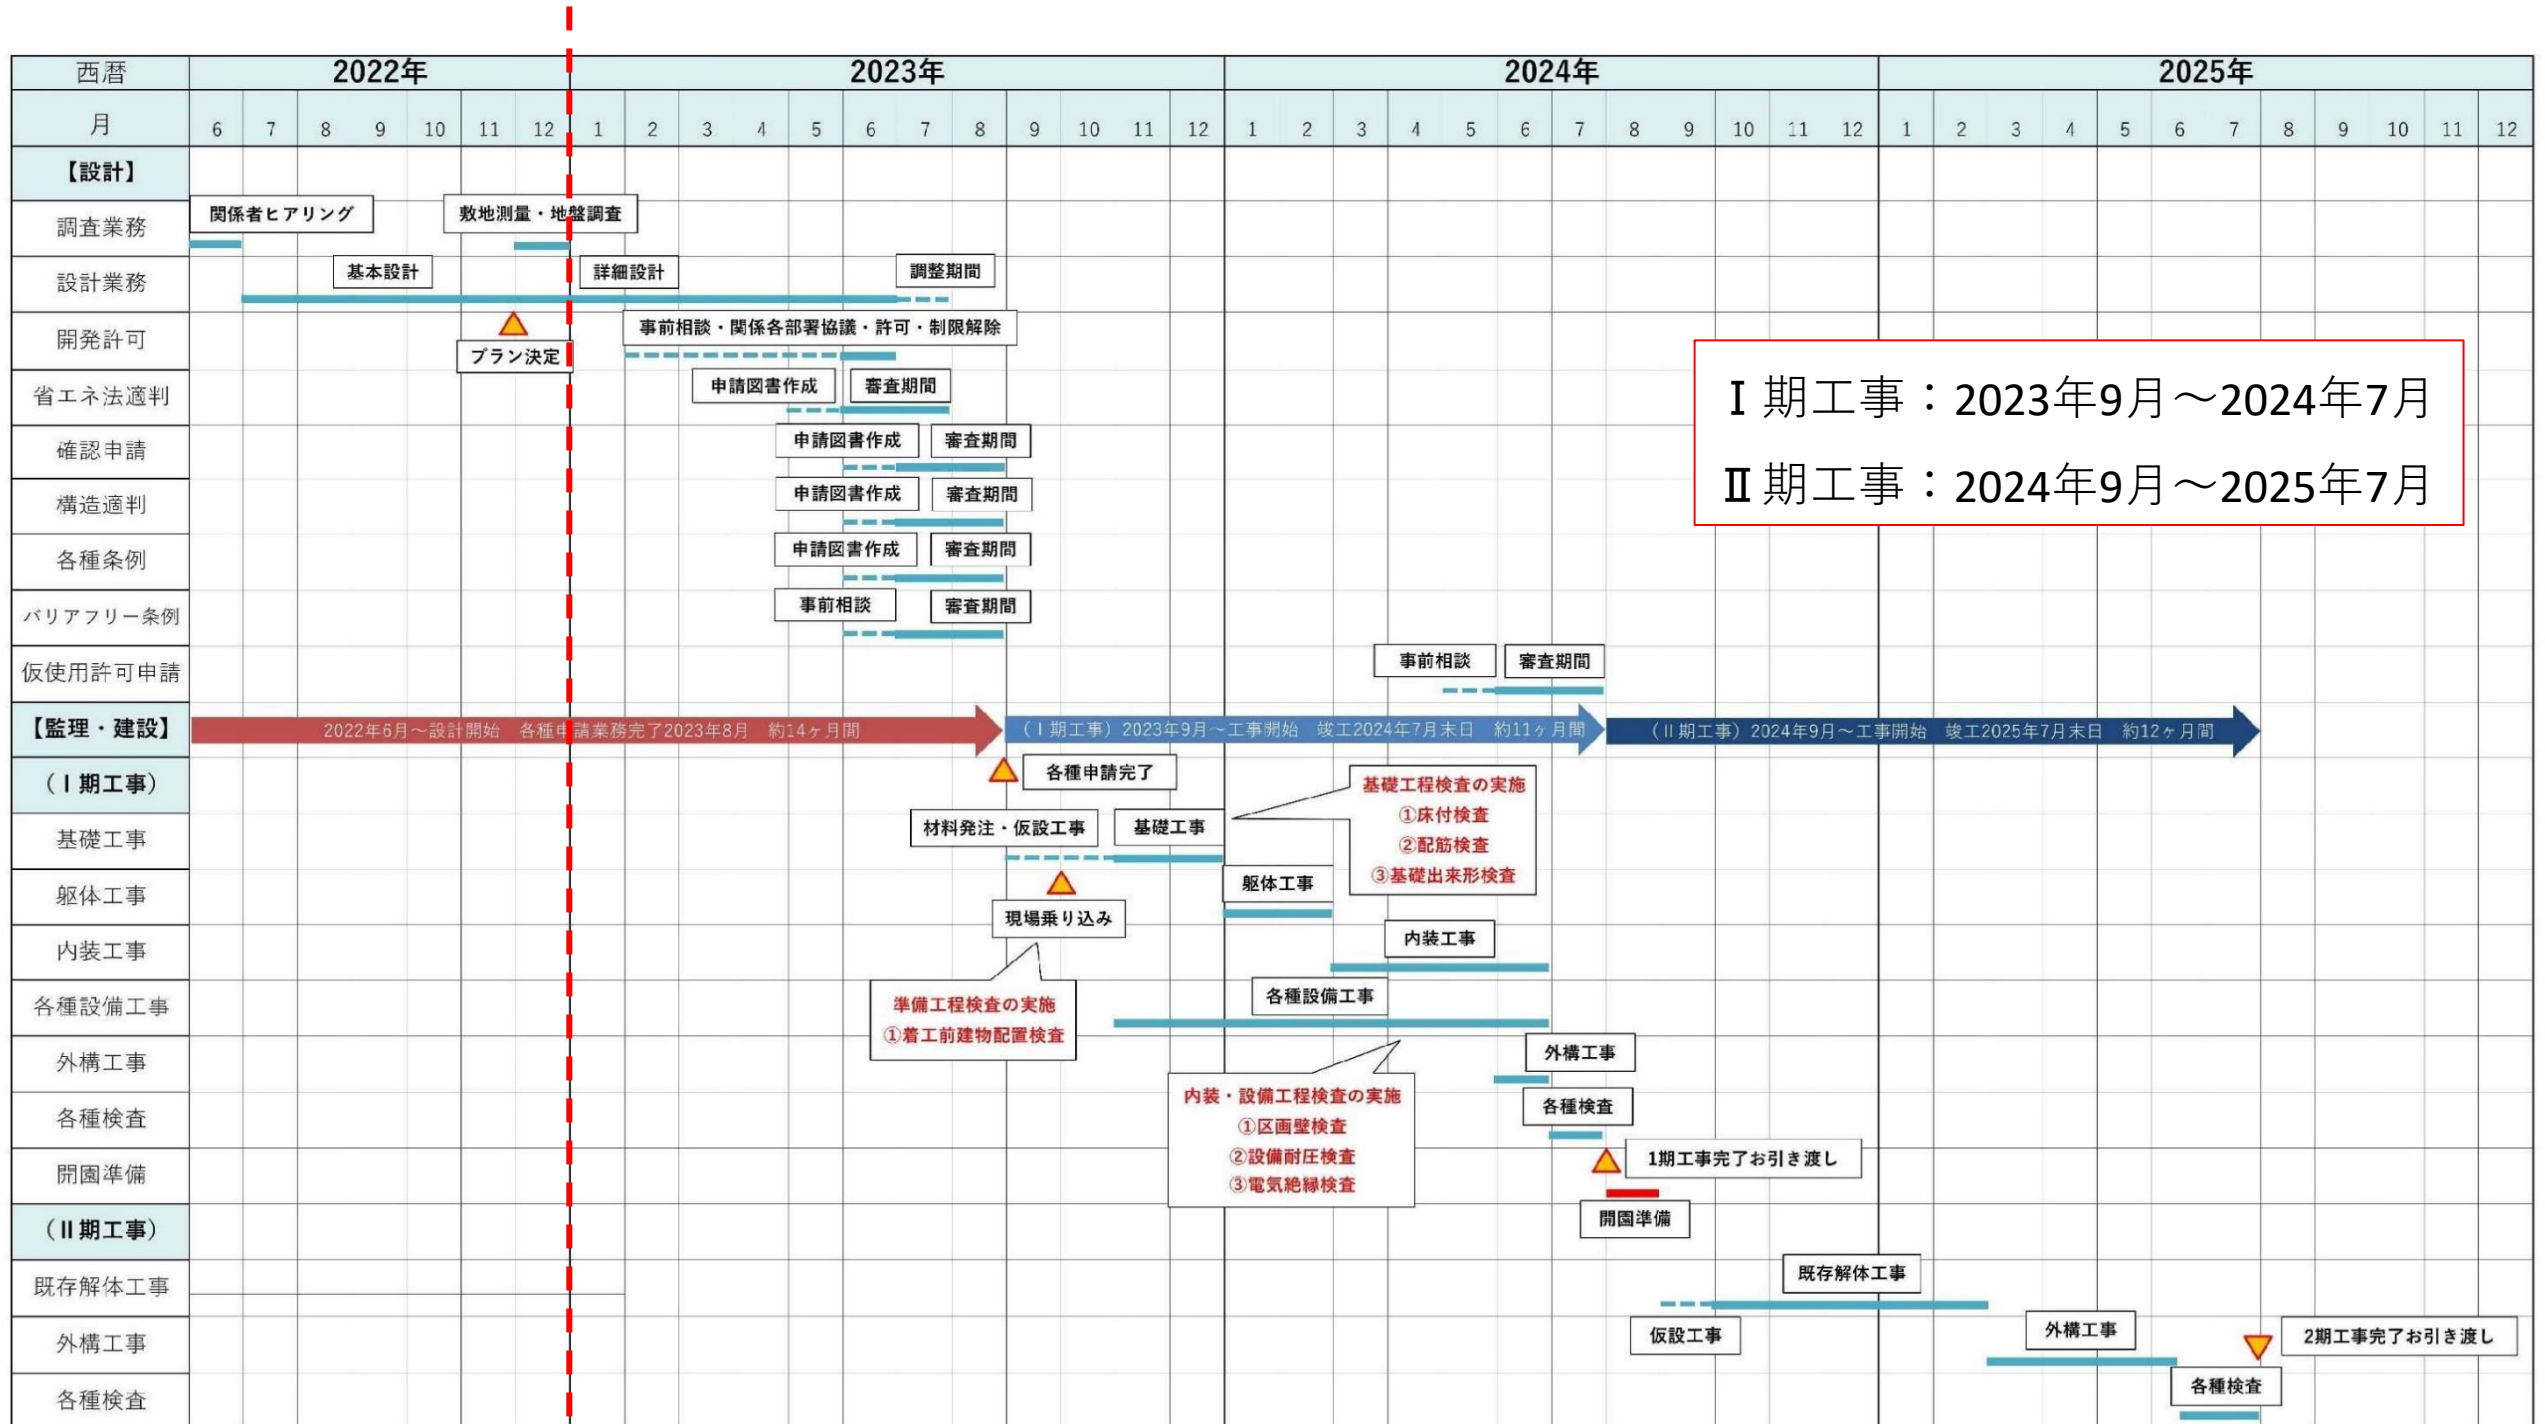 西暦 2022年 2023年 2024年 2025年
月 6 7 8 9 10 11 12 1 2 3 4 5 6 7 8 9 10 11 12 1 2 3 4 5 6 7 8 9 10 11 12 1 2 3 4 5 6 7 8 9 10 11 12
【設計】
調査業務 関係者ヒアリング 敷地測量・地盤調査
設計業務 基本設計 詳細設計 調整期間
開発許可 プラン決定 事前相談・関係各部署協議・許可・制限解除
省エネ法適判 申請図書作成 審査期間
Ⅰ期工事：2023年9月～2024年7月
Ⅱ期工事：2024年9月～2025年7月
確認申請 申請図書作成 審査期間
構造適判 申請図書作成 審査期間
各種条例 申請図書作成 審査期間
バリアフリー条例 事前相談 審査期間
仮使用許可申請 事前相談 審査期間
【監理・建設】 2022年6月～設計開始 各種申請業務完了2023年8月 約14ヶ月間 （Ⅰ期工事）2023年9月～工事開始 竣工2024年7月末日 約11ヶ月間 （Ⅱ期工事）2024年9月～工事開始 竣工2025年7月末日 約12ヶ月間
（Ⅰ期工事） 各種申請完了
基礎工程検査の実施
①床付検査
②配筋検査
③基礎出来形検査
基礎工事 材料発注・仮設工事 基礎工事
躯体工事 現場乗り込み 躯体工事
内装工事 内装工事
準備工程検査の実施
①着工前建物配置検査
各種設備工事 各種設備工事
外構工事 外構工事
内装・設備工程検査の実施
①区画壁検査
②設備耐圧検査
③電気絶縁検査
各種検査 各種検査
開園準備 1期工事完了お引き渡し
開園準備
（Ⅱ期工事）
既存解体工事 既存解体工事
仮設工事
外構工事 外構工事 2期工事完了お引き渡し
各種検査 各種検査